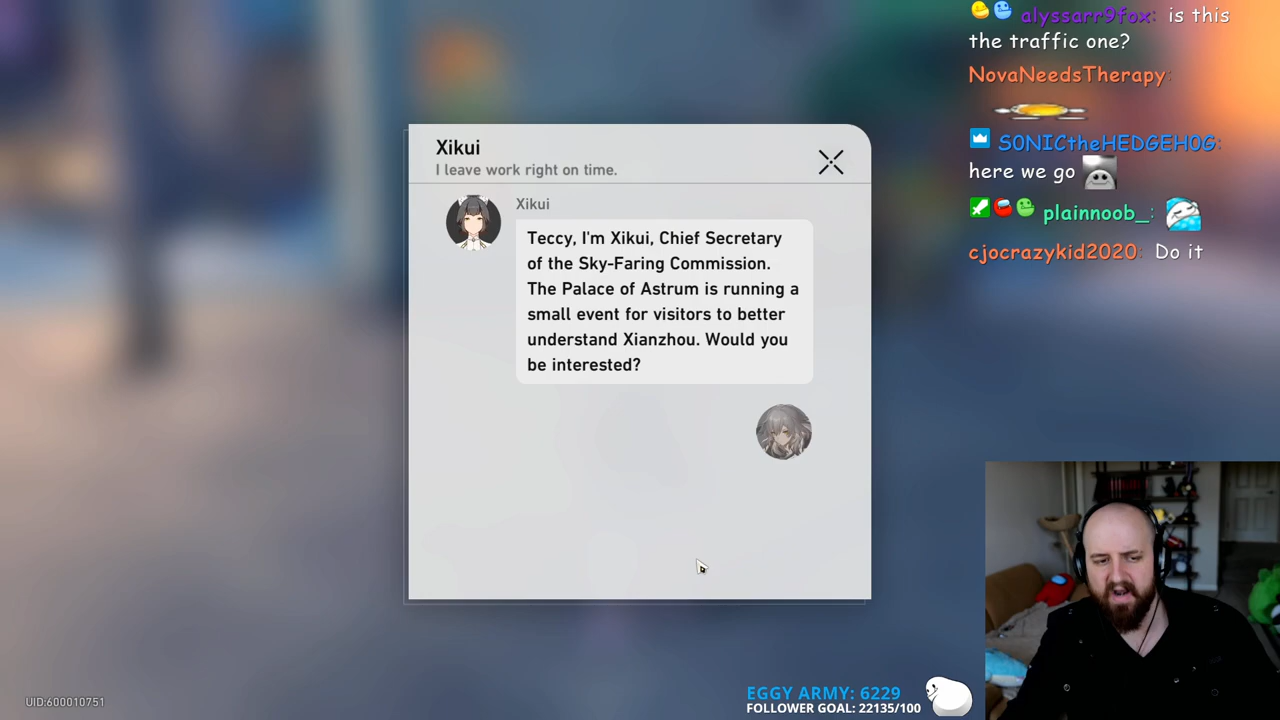 alyssarr9fox: is this
the traffic one?
NovaNeedsTherapy:
S0NICtheHEDGEH0G:
here we go
plainnoob_:
cjocrazykid2020: Do it
Xikui
I leave work right on time.
Xikui
Teccy, I'm Xikui, Chief Secretary
of the Sky-Faring Commission.
The Palace of Astrum is running a
small event for visitors to better
understand Xianzhou. Would you
be interested?
UID:600010751
EGGY ARMY: 6229
FOLLOWER GOAL: 22135/100